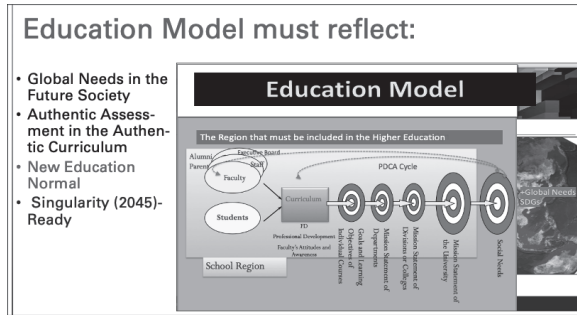 Education Model must reflect:
• Global Needs in the
Future Society
• Authentic Assess-
ment in the Authen-
tic Curriculum
• New Education
Normal
• Singularity (2045)-
Ready
Education Model
The Region that must be included in the Higher Education
Alumni
Parent
Executive Board
Staff
Faculty
Students
Curriculum
FD
Professional Development
Faculty's Attitudes and
Awareness
School Region
PDCA Cycle
Goals and Learning
Objectives of
Individual Courses
Mission Statement of
Departments
Mission Statement of
Divisions or Colleges
Mission Statement of
the University
Social Needs
+Global Needs
SDGs